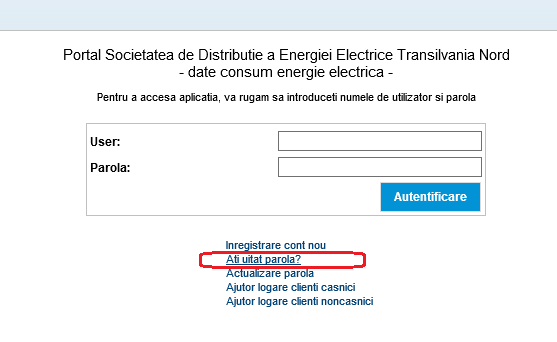 Portal Societatea de Distributie a Energiei Electrice Transilvania Nord
- date consum energie electrica -
Pentru a accesa aplicatia, va rugam sa introduceti numele de utilizator si parola
User:
Parola:
Autentificare
Inregistrare cont nou
Ati uitat parola?
Actualizare parola
Ajutor logare clienti casnici
Ajutor logare clienti noncasnici